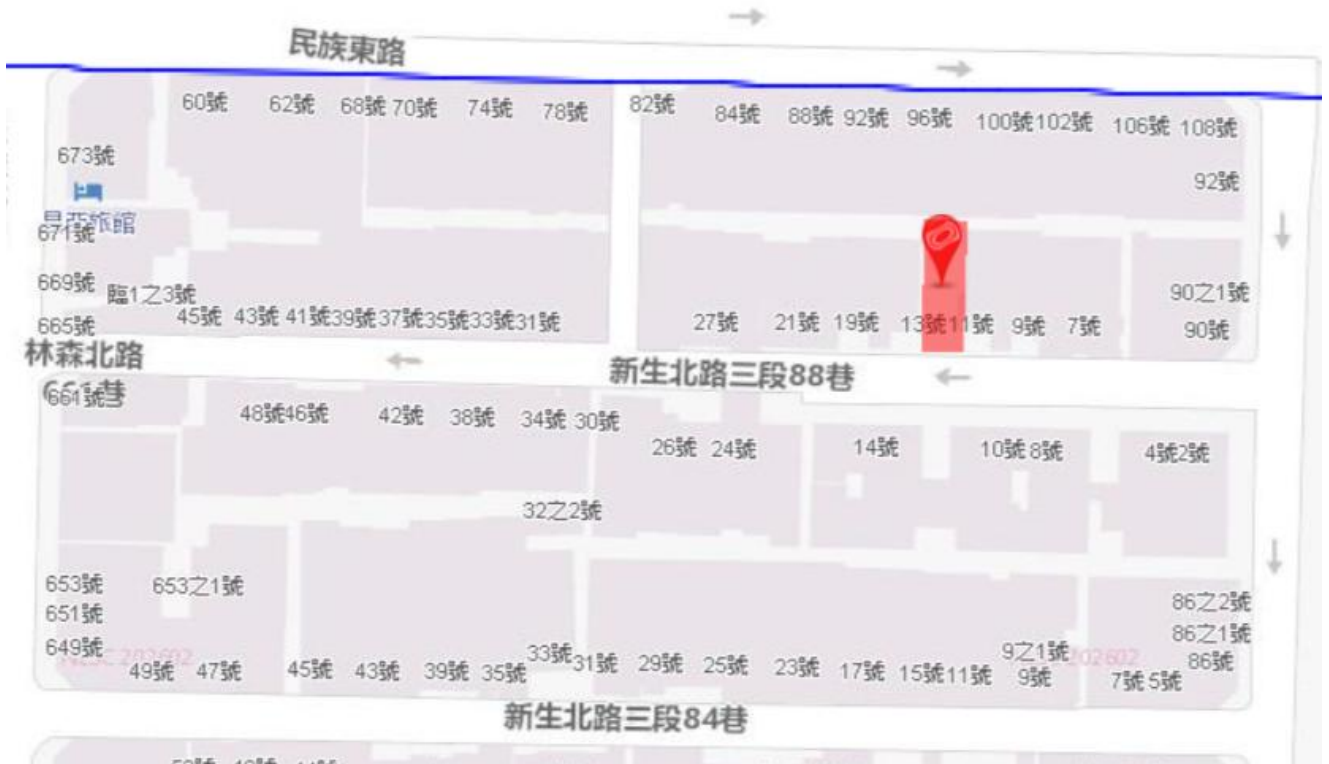 民族東路
60號 62號 68號 70號 74號 78號 82號 84號 88號 92號 96號 100號 102號 106號 108號
673號
92號
旅館
671號
669號
臨1之3號
90之1號
665號
45號 43號 41號 39號 37號 35號 33號 31號 27號 21號 19號 13號 11號 9號 7號 90號
林森北路
新生北路三段88巷
661號
48號 46號 42號 38號 34號 30號
26號 24號 14號 10號 8號 4號 2號
32之2號
653號 653之1號
86之2號
651號
86之1號
649號
202602
33號 31號 29號 25號 23號 17號 15號 11號 9之1號
202602
86號
49號 47號 45號 43號 39號 35號 9號 7號 5號
新生北路三段84巷